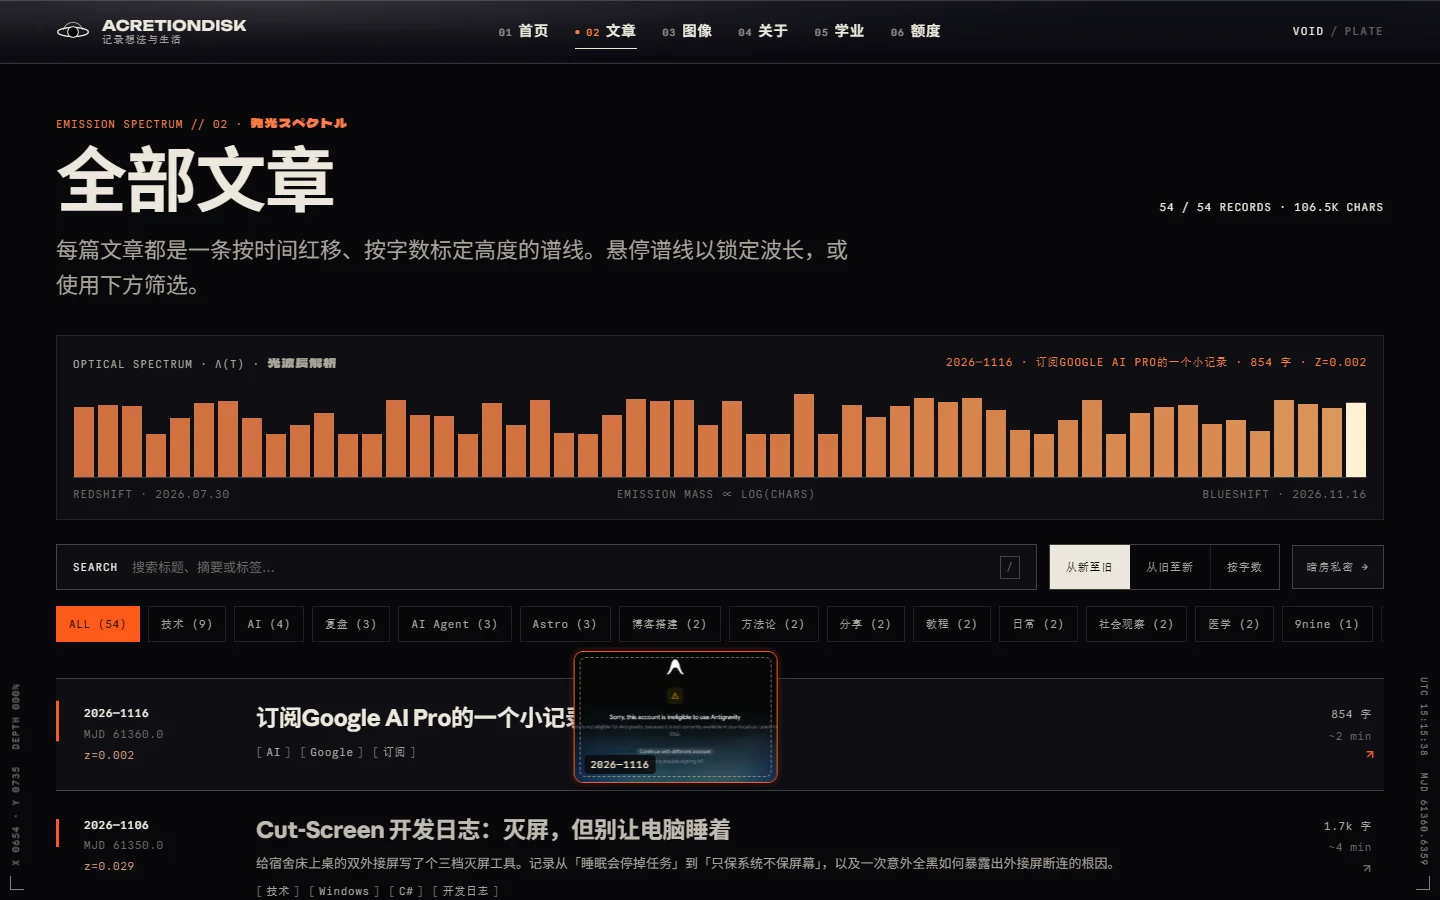 ACRETIONDISK
记录想法与生活
01 首页
02 文章
03 图像
04 关于
05 学业
06 额度
VOID / PLATE
EMISSION SPECTRUM // 02 · 発光スペクトル
全部文章
54 / 54 RECORDS · 106.5K CHARS
每篇文章都是一条按时间红移、按字数标定高度的谱线。悬停谱线以锁定波长，或
使用下方筛选。
OPTICAL SPECTRUM · Λ(T) · 光波長解析
2026—1116 · 订阅GOOGLE AI PRO的一个小记录 · 854 字 · Z=0.002
REDSHIFT · 2026.07.30
EMISSION MASS ∝ LOG(CHARS)
BLUESHIFT · 2026.11.16
SEARCH 搜索标题、摘要或标签...
/
从新至旧
从旧至新
按字数
暗房私密 →
ALL (54)
技术 (9)
AI (4)
复盘 (3)
AI Agent (3)
Astro (3)
博客搭建 (2)
方法论 (2)
分享 (2)
教程 (2)
日常 (2)
社会观察 (2)
医学 (2)
9nine (1)
2026—1116
MJD 61360.0
z=0.002
订阅Google AI Pro的一个小记录
[ AI ] [ Google ] [ 订阅 ]
Sorry, this account is ineligible to use Antigravity
Continue with different account
2026—1116
854 字
~2 min
2026—1106
MJD 61350.0
z=0.029
Cut-Screen 开发日志：灭屏，但别让电脑睡着
给宿舍床上桌的双外接屏写了个三档灭屏工具。记录从「睡眠会停掉任务」到「只保系统不保屏幕」，以及一次意外全黑如何暴露出外接屏断连的根因。
[ 技术 ] [ Windows ] [ C# ] [ 开发日志 ]
1.7k 字
~4 min
X 0654 · Y 0735 DEPTH 000%
UTC 15:15:38 MJD 61360.6359